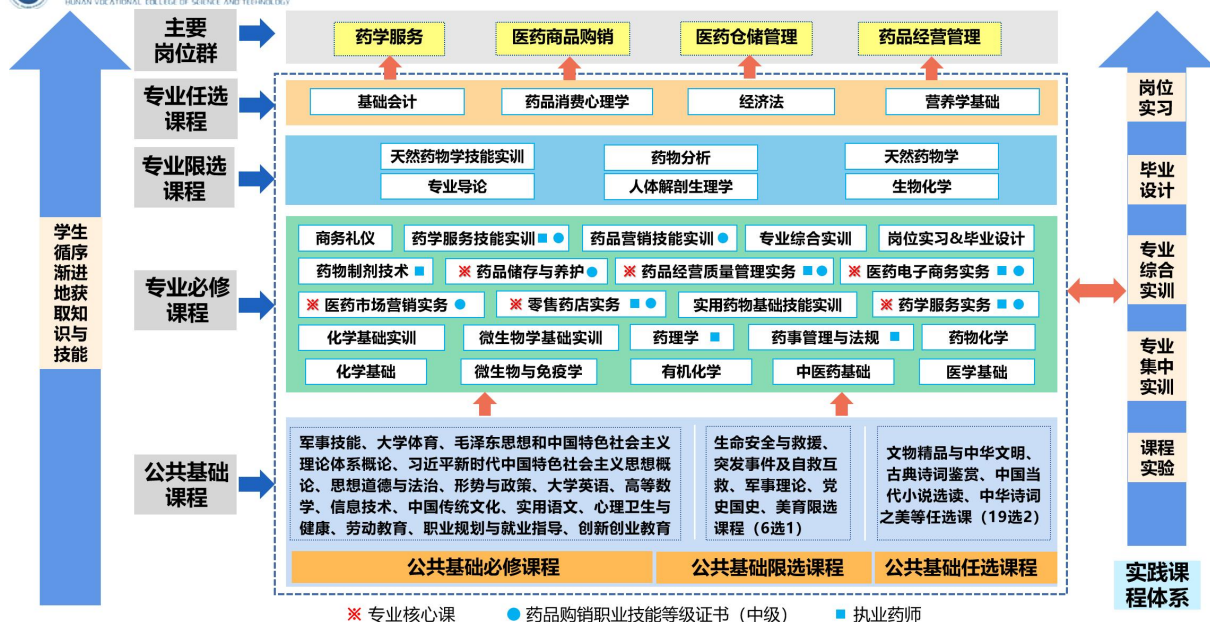 HUNAN VOCATIONAL COLLEGE OF SCIENCE AND TECHNOLOGY
主要
岗位群
药学服务
医药商品购销
医药仓储管理
药品经营管理
专业任选
课程
基础会计
药品消费心理学
经济法
营养学基础
专业限选
课程
天然药物学技能实训
药物分析
天然药物学
专业导论
人体解剖生理学
生物化学
专业必修
课程
商务礼仪
药学服务技能实训■●
药品营销技能实训●
专业综合实训
岗位实习&毕业设计
药物制剂技术■
※药品储存与养护●
※药品经营质量管理实务■●
※医药电子商务实务■●
※医药市场营销实务●
※零售药店实务■●
实用药物基础技能实训
※药学服务实务■●
化学基础实训
微生物学基础实训
药理学■
药事管理与法规■
药物化学
化学基础
微生物与免疫学
有机化学
中医药基础
医学基础
公共基础
课程
军事技能、大学体育、毛泽东思想和中国特色社会主义
理论体系概论、习近平新时代中国特色社会主义思想概
论、思想道德与法治、形势与政策、大学英语、高等数
学、信息技术、中国传统文化、实用语文、心理卫生与
健康、劳动教育、职业规划与就业指导、创新创业教育
生命安全与救援、
突发事件及自救互
救、军事理论、党
史国史、美育限选
课程（6选1）
文物精品与中华文明、
古典诗词鉴赏、中国当
代小说选读、中华诗词
之美等任选课（19选2）
公共基础必修课程
公共基础限选课程
公共基础任选课程
※ 专业核心课
● 药品购销职业技能等级证书（中级）
■ 执业药师
学生
循序
渐进
地获
取知
识与
技能
岗位
实习
毕业
设计
专业
综合
实训
专业
集中
实训
课程
实验
实践课
程体系